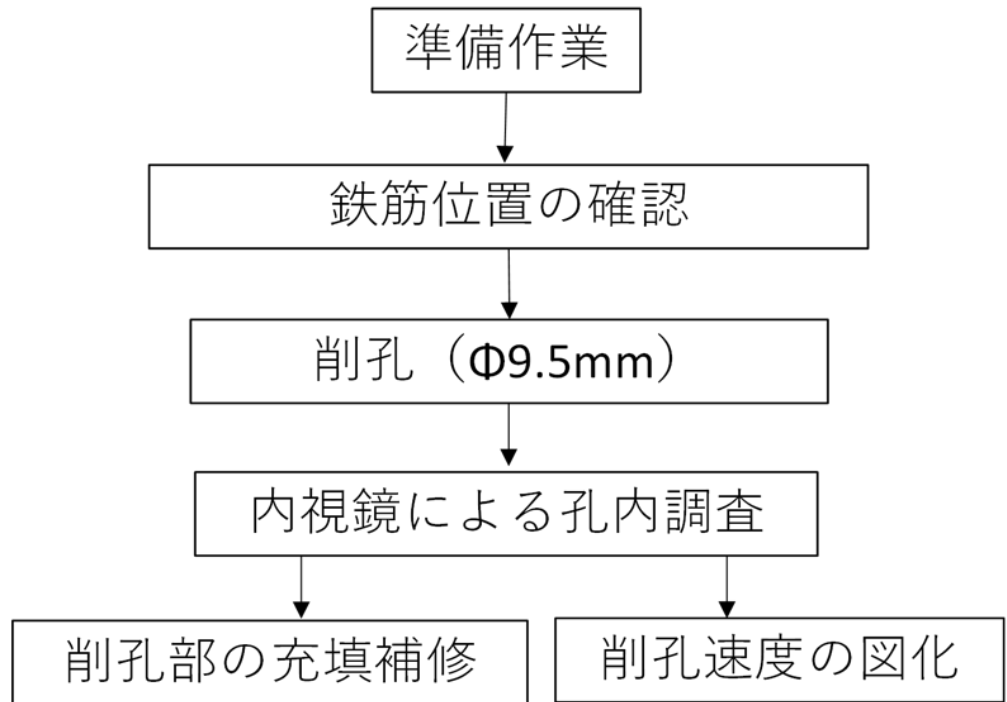 準備作業
鉄筋位置の確認
削孔（Φ9.5mm）
内視鏡による孔内調査
削孔部の充填補修
削孔速度の図化